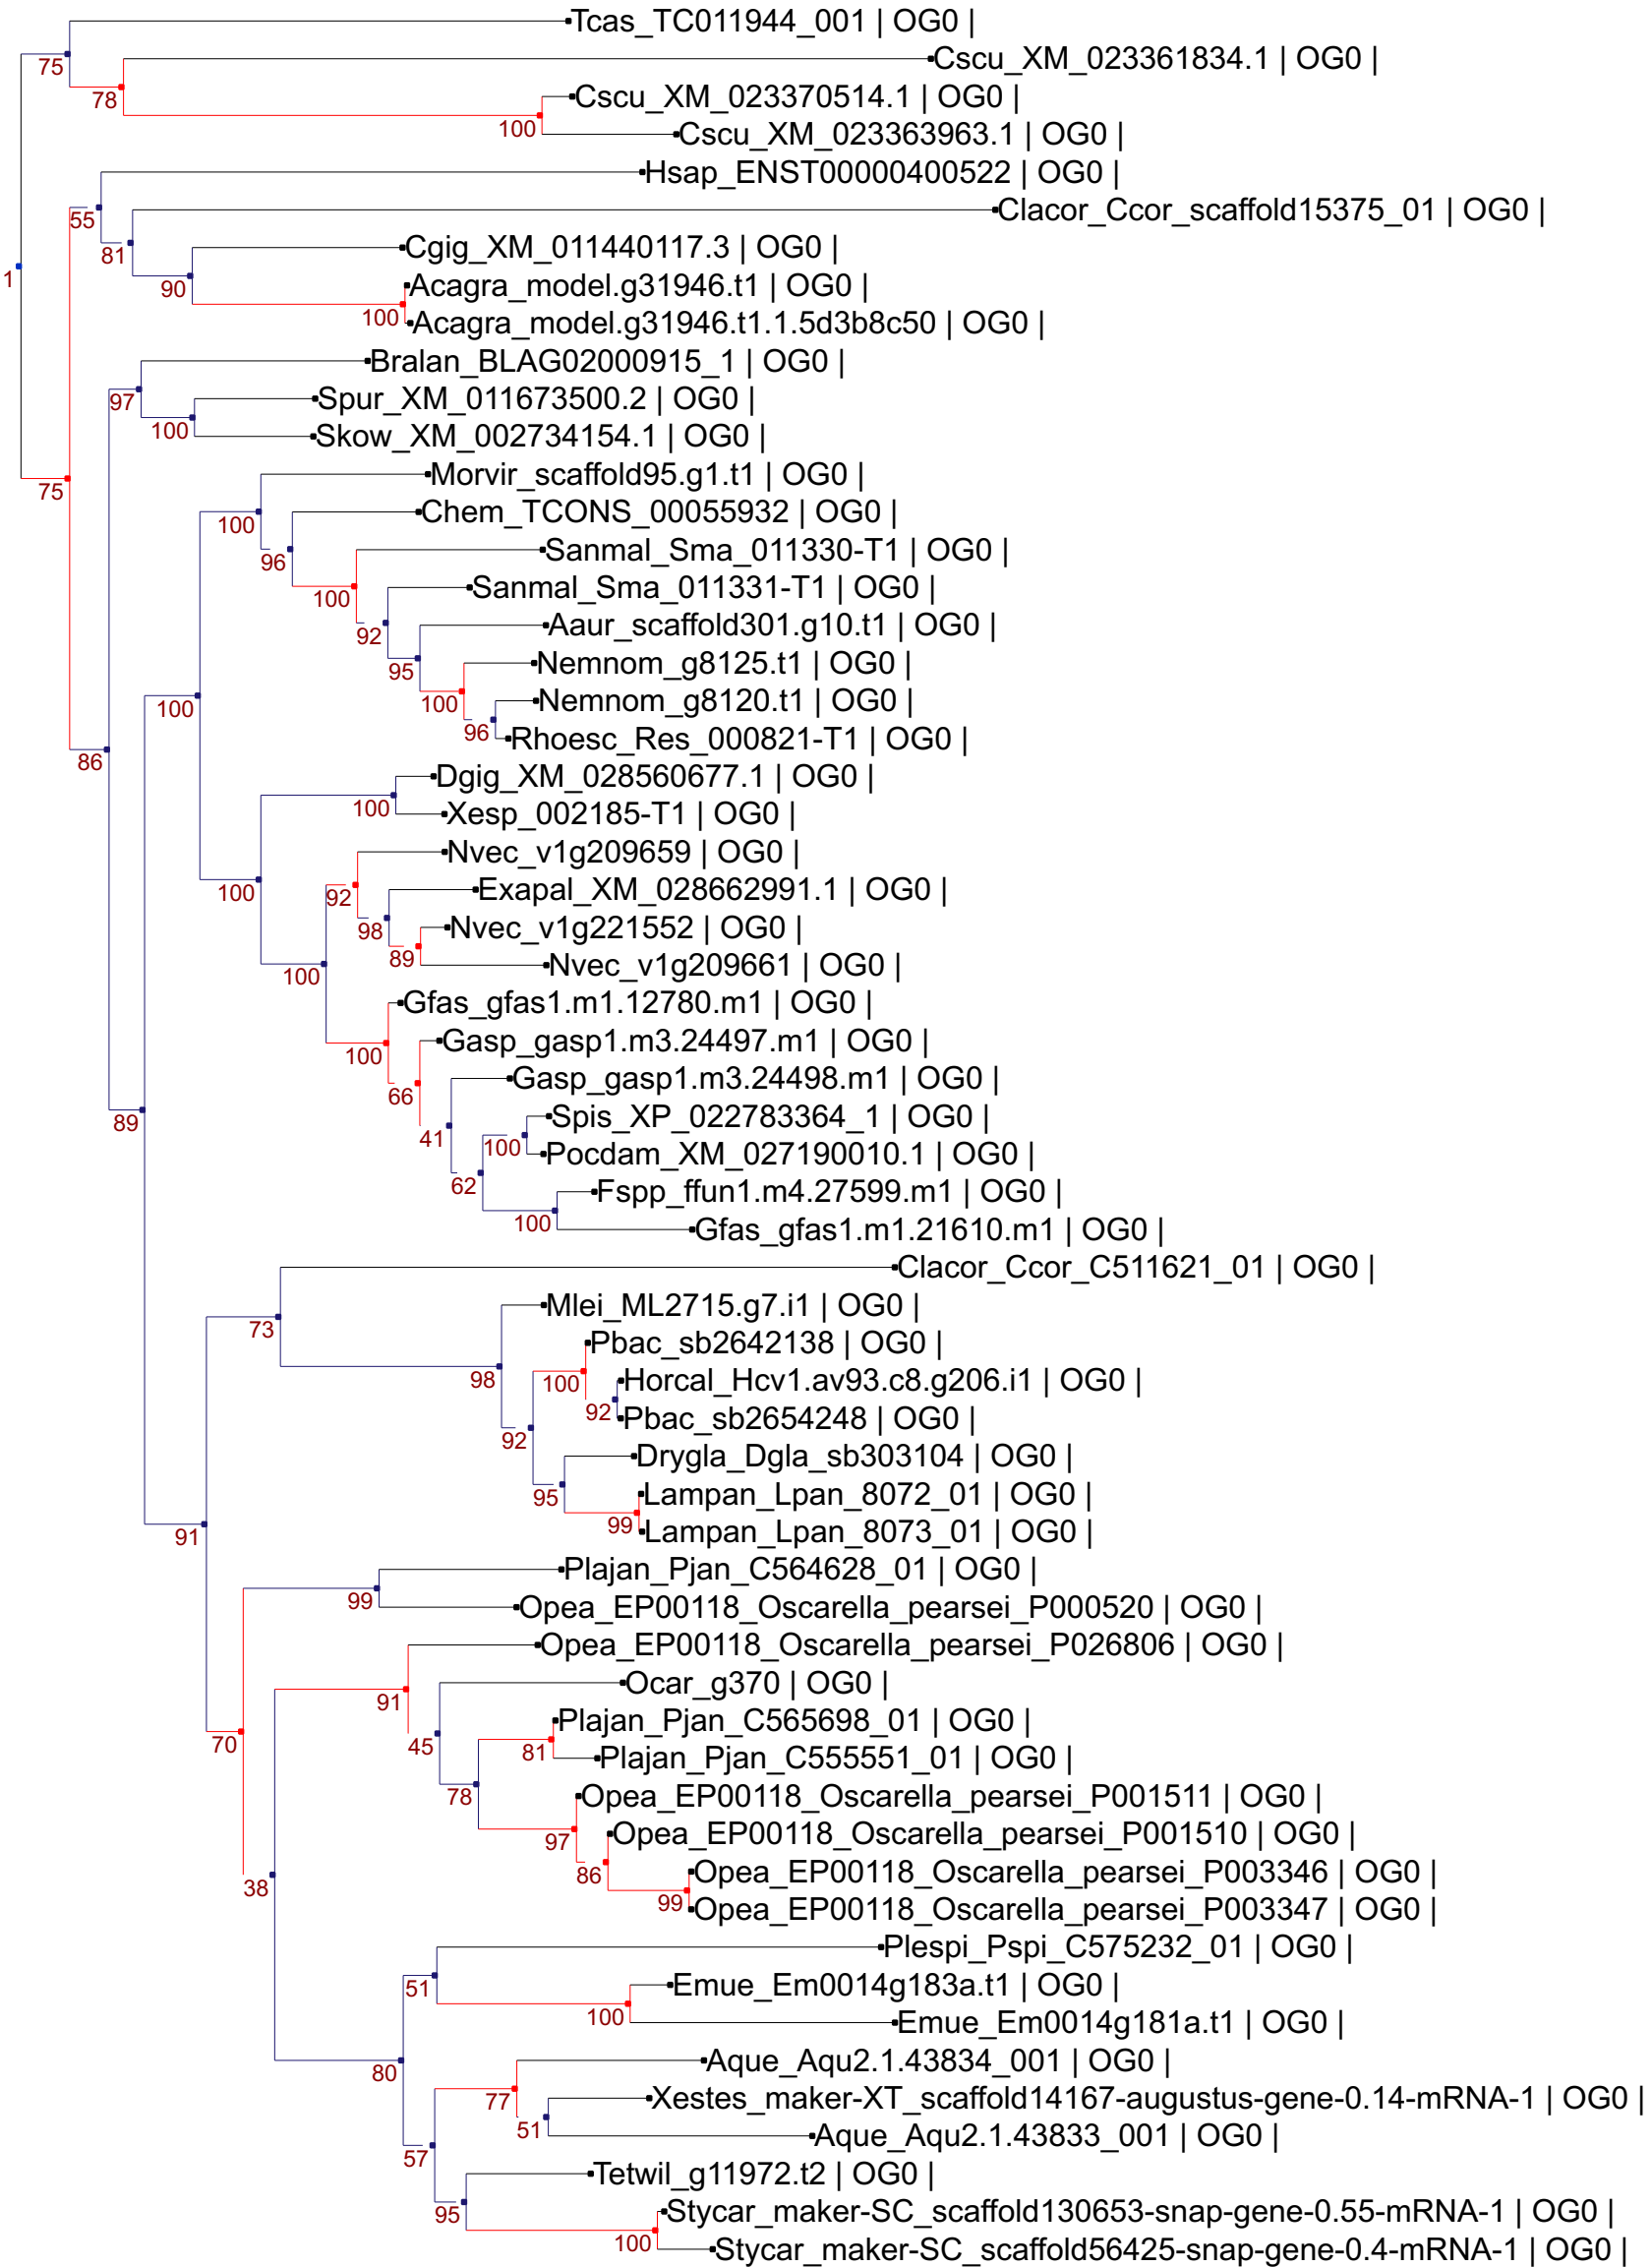 Tcas_TC011944_001 | OG0 |
Cscu_XM_023361834.1 | OG0 |
75
78
Cscu_XM_023370514.1 | OG0 |
100
Cscu_XM_023363963.1 | OG0 |
Hsap_ENST00000400522 | OG0 |
55
Clacor_Ccor_scaffold15375_01 | OG0 |
81
Cgig_XM_011440117.3 | OG0 |
1
90
Acagra_model.g31946.t1 | OG0 |
100
Acagra_model.g31946.t1.1.5d3b8c50 | OG0 |
Bralan_BLAG02000915_1 | OG0 |
97
Spur_XM_011673500.2 | OG0 |
100
Skow_XM_002734154.1 | OG0 |
75
Morvir_scaffold95.g1.t1 | OG0 |
100
Chem_TCONS_00055932 | OG0 |
96
Sanmal_Sma_011330-T1 | OG0 |
100
Sanmal_Sma_011331-T1 | OG0 |
92
Aaur_scaffold301.g10.t1 | OG0 |
95
Nemnom_g8125.t1 | OG0 |
100
100
Nemnom_g8120.t1 | OG0 |
96
Rhoesc_Res_000821-T1 | OG0 |
86
Dgig_XM_028560677.1 | OG0 |
100
Xesp_002185-T1 | OG0 |
Nvec_v1g209659 | OG0 |
100
92
Exapal_XM_028662991.1 | OG0 |
98
Nvec_v1g221552 | OG0 |
89
Nvec_v1g209661 | OG0 |
100
Gfas_gfas1.m1.12780.m1 | OG0 |
100
Gasp_gasp1.m3.24497.m1 | OG0 |
66
Gasp_gasp1.m3.24498.m1 | OG0 |
89
41
Spis_XP_022783364_1 | OG0 |
100
Pocdam_XM_027190010.1 | OG0 |
62
Fspp_ffun1.m4.27599.m1 | OG0 |
100
Gfas_gfas1.m1.21610.m1 | OG0 |
Clacor_Ccor_C511621_01 | OG0 |
73
Mlei_ML2715.g7.i1 | OG0 |
Pbac_sb2642138 | OG0 |
98
100
Horcal_Hcv1.av93.c8.g206.i1 | OG0 |
92
Pbac_sb2654248 | OG0 |
92
Drygla_Dgla_sb303104 | OG0 |
95
Lampan_Lpan_8072_01 | OG0 |
99
Lampan_Lpan_8073_01 | OG0 |
91
Plajan_Pjan_C564628_01 | OG0 |
99
Opea_EP00118_Oscarella_pearsei_P000520 | OG0 |
Opea_EP00118_Oscarella_pearsei_P026806 | OG0 |
91
Ocar_g370 | OG0 |
Plajan_Pjan_C565698_01 | OG0 |
70
45
81
Plajan_Pjan_C555551_01 | OG0 |
78
Opea_EP00118_Oscarella_pearsei_P001511 | OG0 |
97
Opea_EP00118_Oscarella_pearsei_P001510 | OG0 |
86
Opea_EP00118_Oscarella_pearsei_P003346 | OG0 |
38
99
Opea_EP00118_Oscarella_pearsei_P003347 | OG0 |
Plespi_Pspi_C575232_01 | OG0 |
51
Emue_Em0014g183a.t1 | OG0 |
100
Emue_Em0014g181a.t1 | OG0 |
80
Aque_Aqu2.1.43834_001 | OG0 |
77
Xestes_maker-XT_scaffold14167-augustus-gene-0.14-mRNA-1 | OG0 |
51
Aque_Aqu2.1.43833_001 | OG0 |
57
Tetwil_g11972.t2 | OG0 |
95
Stycar_maker-SC_scaffold130653-snap-gene-0.55-mRNA-1 | OG0 |
100
Stycar_maker-SC_scaffold56425-snap-gene-0.4-mRNA-1 | OG0 |